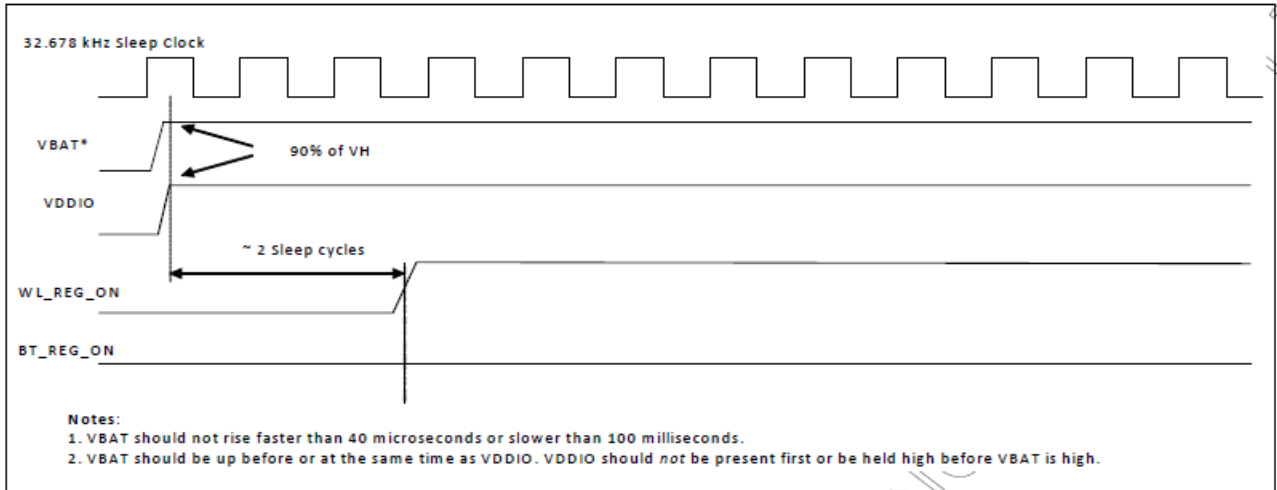 32.678 kHz Sleep Clock
VBAT*
90% of VH
VDDIO
~ 2 Sleep cycles
WL_REG_ON
BT_REG_ON
Notes:
1. VBAT should not rise faster than 40 microseconds or slower than 100 milliseconds.
2. VBAT should be up before or at the same time as VDDIO. VDDIO should not be present first or be held high before VBAT is high.